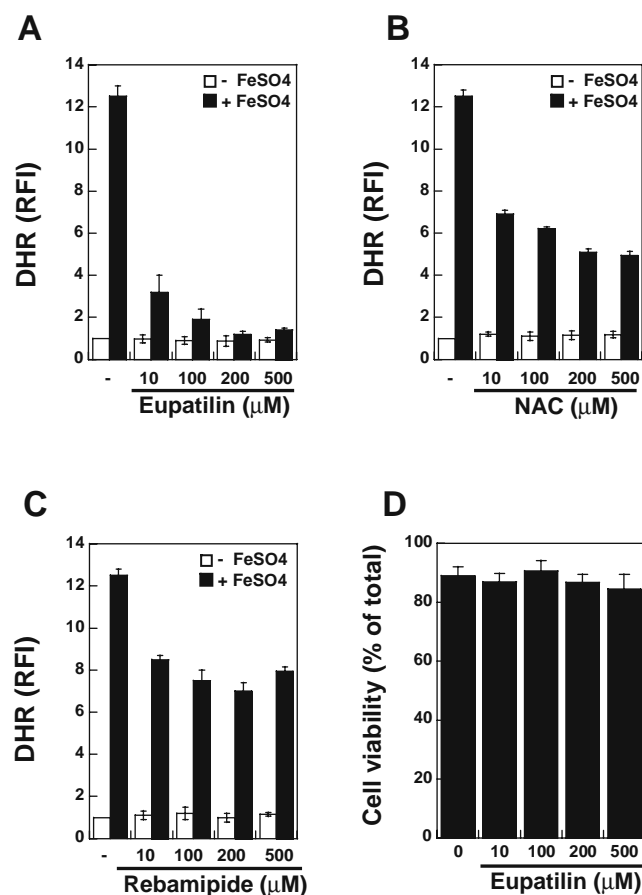 A
- FeSO4
+ FeSO4
DHR (RFI)
14
12
10
8
6
4
2
0
- 10 100 200 500
Eupatilin (μM)
B
- FeSO4
+ FeSO4
DHR (RFI)
14
12
10
8
6
4
2
0
- 10 100 200 500
NAC (μM)
C
- FeSO4
+ FeSO4
DHR (RFI)
14
12
10
8
6
4
2
0
- 10 100 200 500
Rebamipide (μM)
D
Cell viability (% of total)
100
80
60
40
20
0
0 10 100 200 500
Eupatilin (μM)